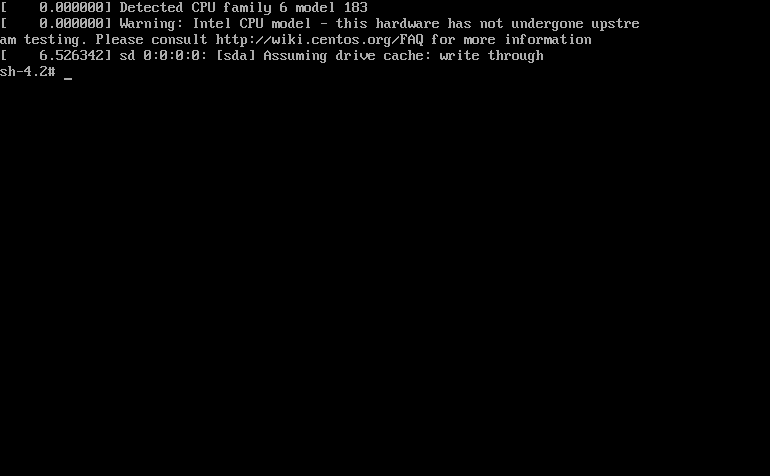 [    0.000000] Detected CPU family 6 model 183
[    0.000000] Warning: Intel CPU model - this hardware has not undergone upstre
am testing. Please consult http://wiki.centos.org/FAQ for more information
[    6.526342] sd 0:0:0:0: [sda] Assuming drive cache: write through
sh-4.2# _